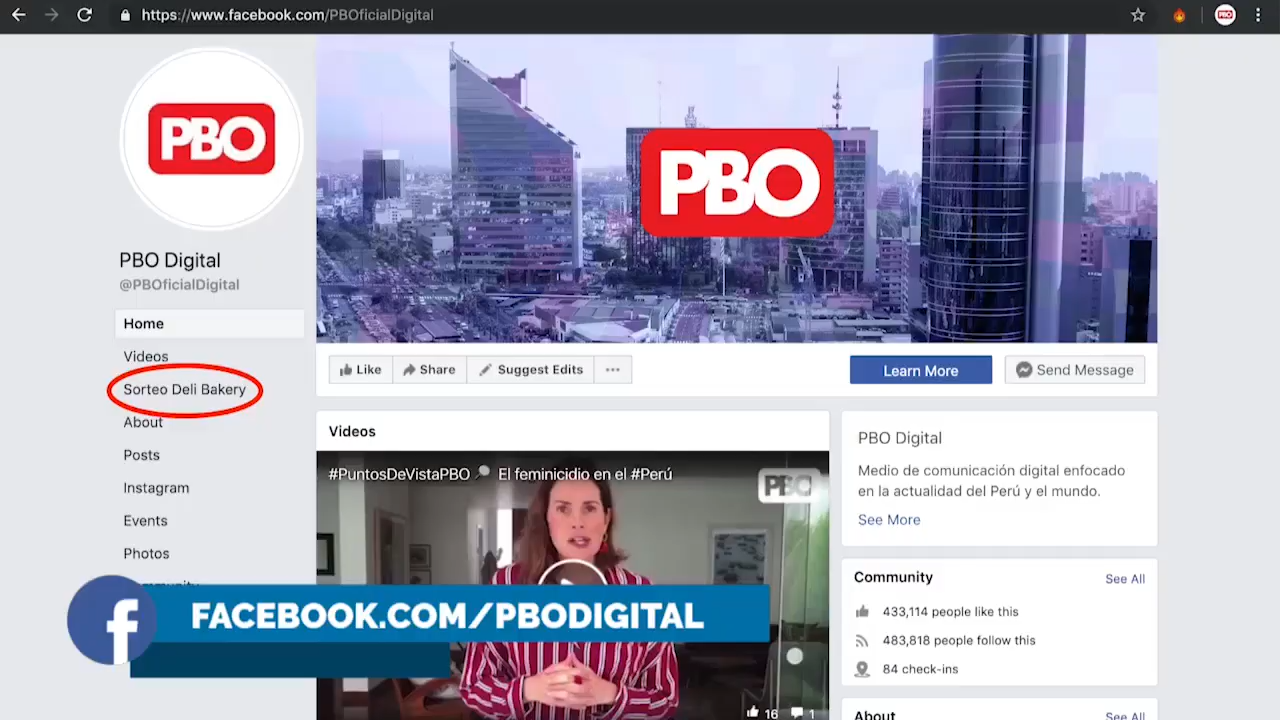 https://www.facebook.com/PBOficialDigital
PBO
PBO
PBO
PBO Digital
@PBOficialDigital
Home
Videos
Sorteo Deli Bakery
About
Posts
Instagram
Events
Photos
Community
Like
Share
Suggest Edits
Learn More
Send Message
Videos
#PuntosDeVistaPBO El feminicidio en el #Perú
PBO
16
1
PBO Digital
Medio de comunicación digital enfocado
en la actualidad del Perú y el mundo.
See More
Community
See All
433,114 people like this
483,818 people follow this
84 check-ins
About
See All
FACEBOOK.COM/PBODIGITAL